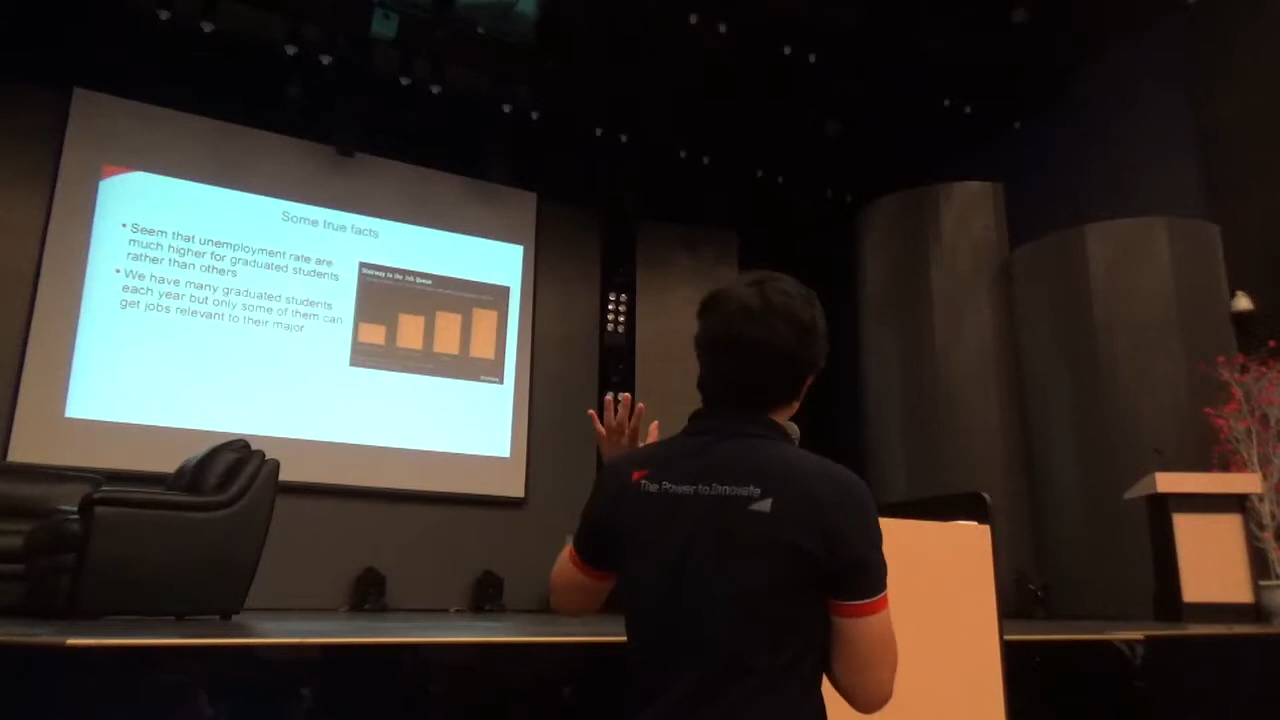 Some true facts
• Seem that unemployment rate are
much higher for graduated students
rather than others
• We have many graduated students
each year but only some of them can
get jobs relevant to their major
Stairway to the Job Queue
The Power to Innovate